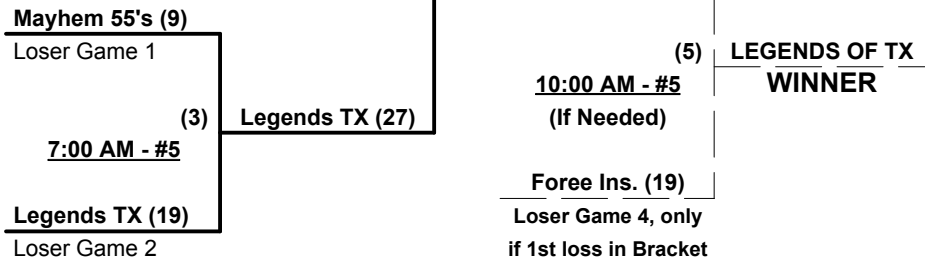 Mayhem 55's (9)
Loser Game 1
(3)
7:00 AM - #5
Legends TX (27)
Legends TX (19)
Loser Game 2
(5)
10:00 AM - #5
(If Needed)
LEGENDS OF TX
WINNER
Foree Ins. (19)
Loser Game 4, only
if 1st loss in Bracket